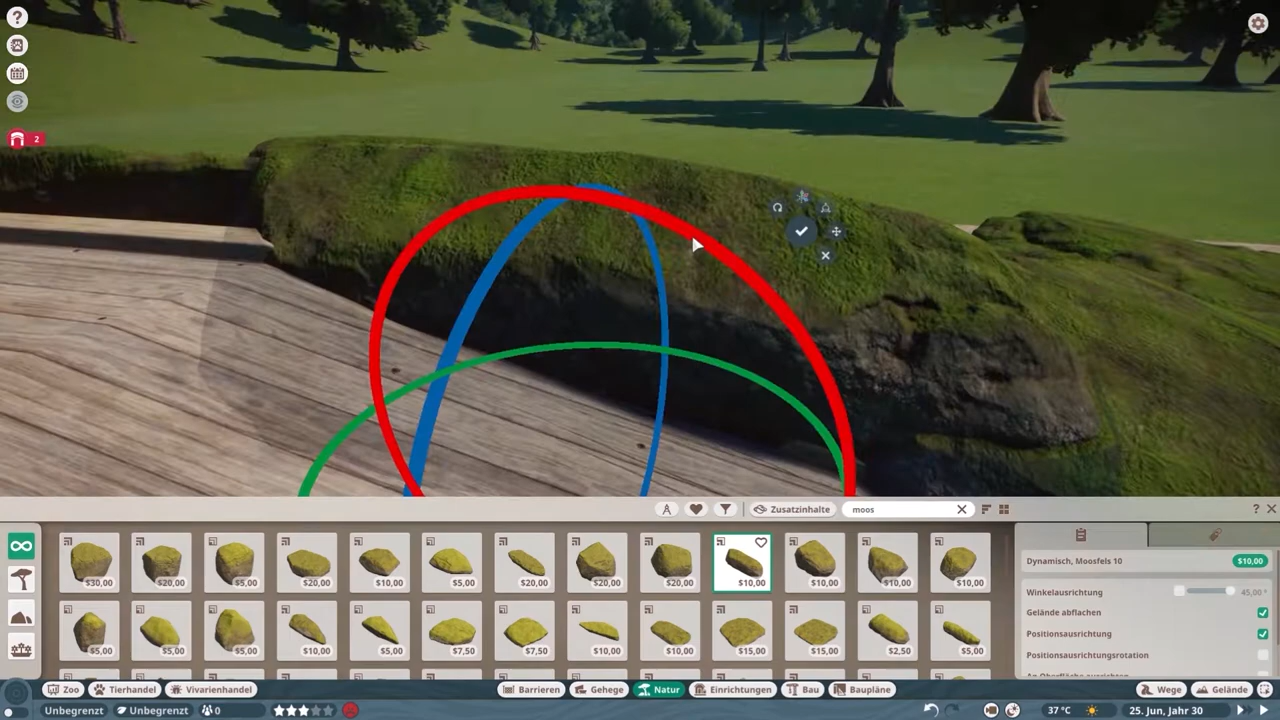 2
Zusatzinhalte
moos
$30,00
$20,00
$5,00
$20,00
$10,00
$5,00
$20,00
$20,00
$20,00
$10,00
$10,00
$10,00
$10,00
$5,00
$5,00
$5,00
$10,00
$5,00
$7,50
$7,50
$10,00
$10,00
$15,00
$15,00
$2,50
$5,00
Dynamisch, Moosfels 10
$10,00
Winkelausrichtung
45,00 °
Gelände abflachen
Positionsausrichtung
Positionsausrichtungsrotation
Zoo
Tierhandel
Vivarienhandel
Barrieren
Gehege
Natur
Einrichtungen
Bau
Baupläne
Wege
Gelände
Unbegrenzt
Unbegrenzt
0
37 °C
25. Jun, Jahr 30